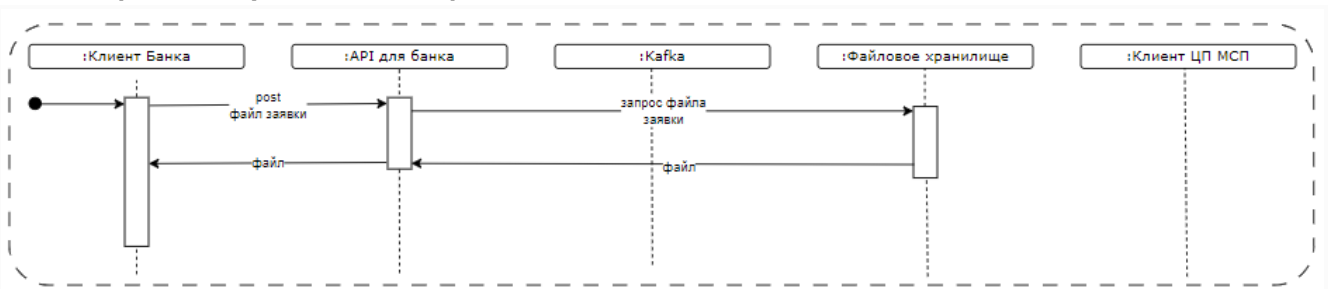 :Клиент Банка
:API для банка
:Kafka
:Файловое хранилище
:Клиент ЦП МСП
post
файл заявки
запрос файла
заявки
файл
файл